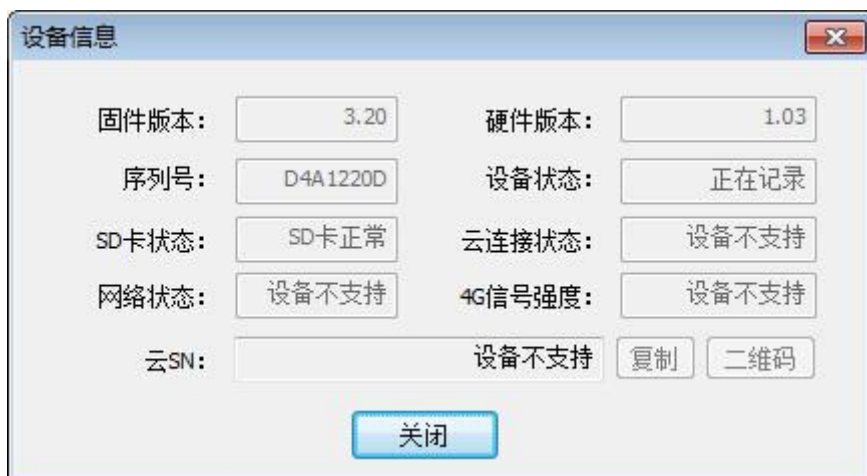 设备信息
固件版本： 3.20 硬件版本： 1.03
序列号： D4A1220D 设备状态： 正在记录
SD卡状态： SD卡正常 云连接状态： 设备不支持
网络状态： 设备不支持 4G信号强度： 设备不支持
云SN： 设备不支持 复制 二维码
关闭